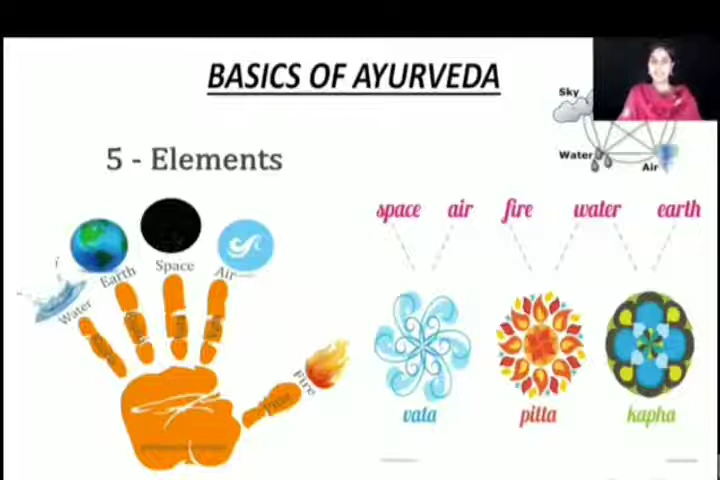 BASICS OF AYURVEDA
Sky
Water
Air
5 - Elements
Water
Earth
Space
Air
Fire
space air fire water earth
vata pitta kapha